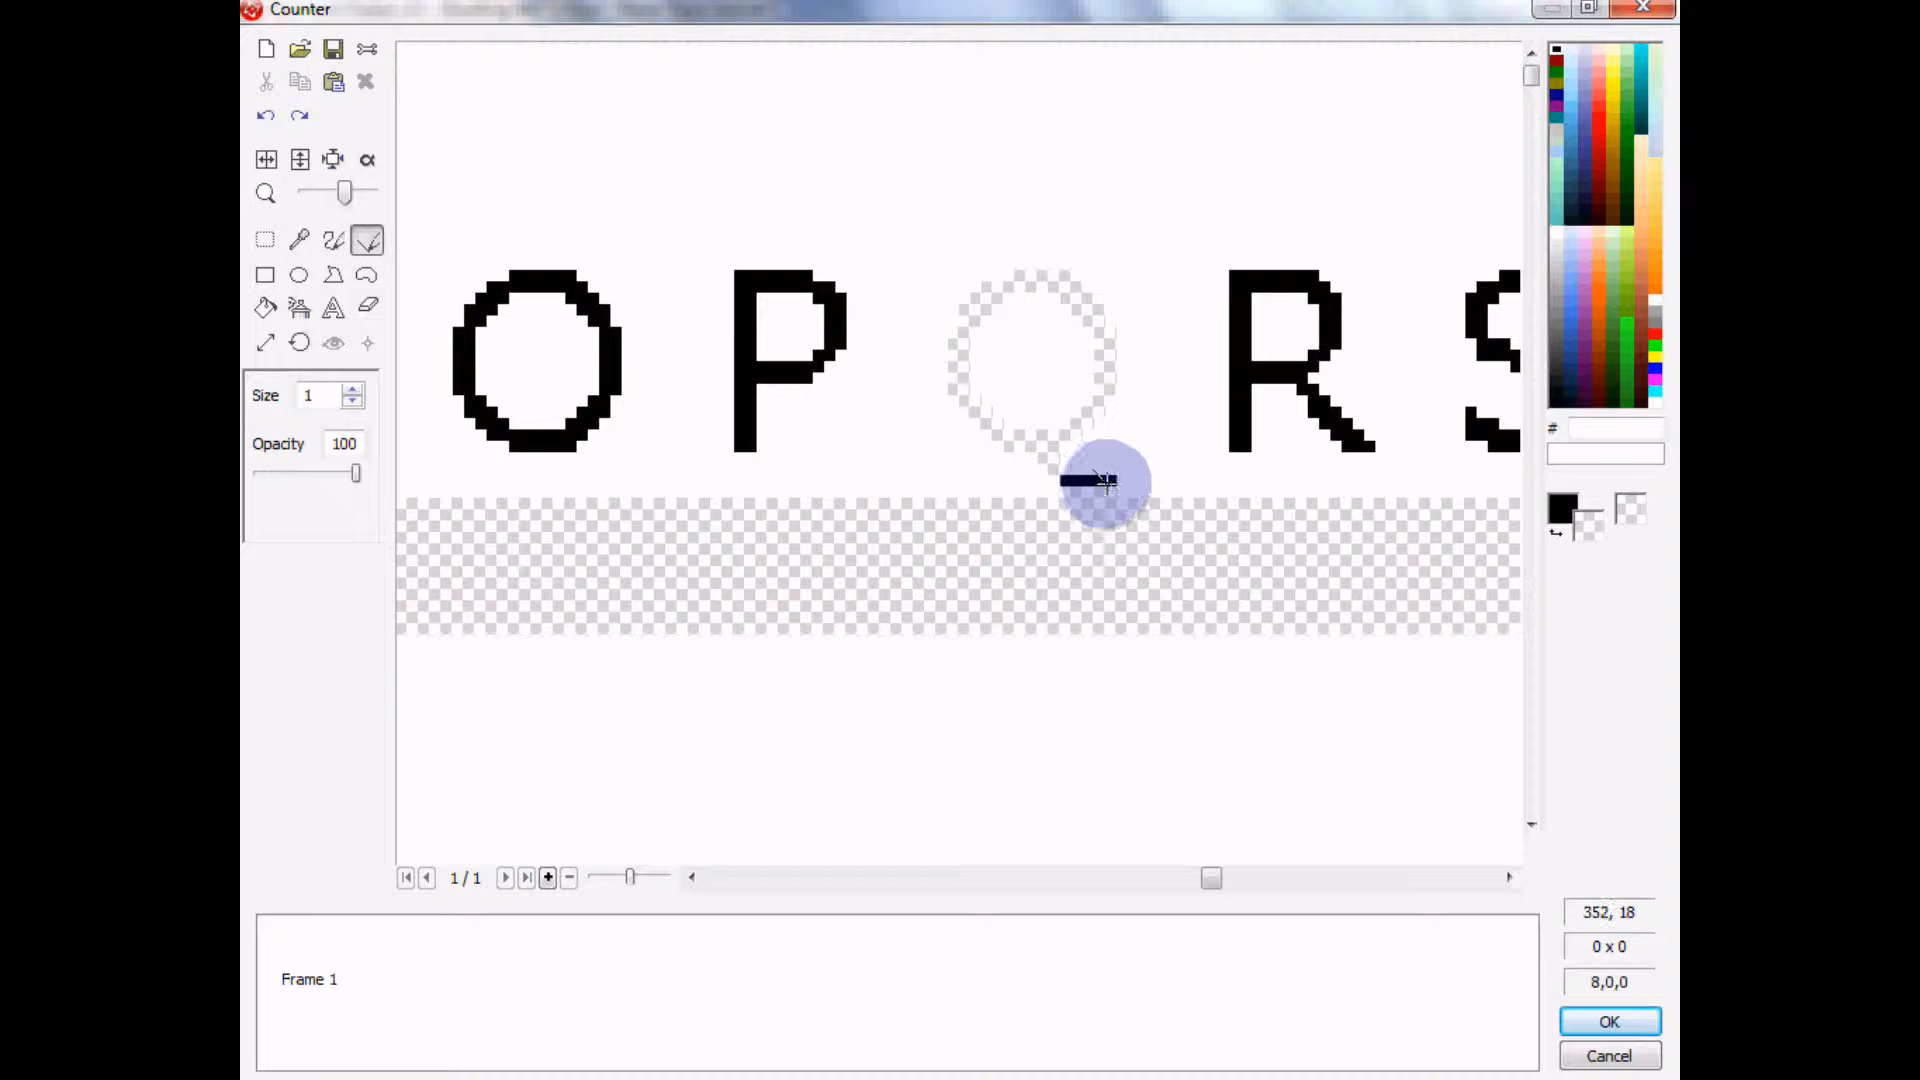 Counter
O P Q R S
Size 1
Opacity 100
#
1 / 1
352, 18
0 x 0
Frame 1
8,0,0
OK
Cancel